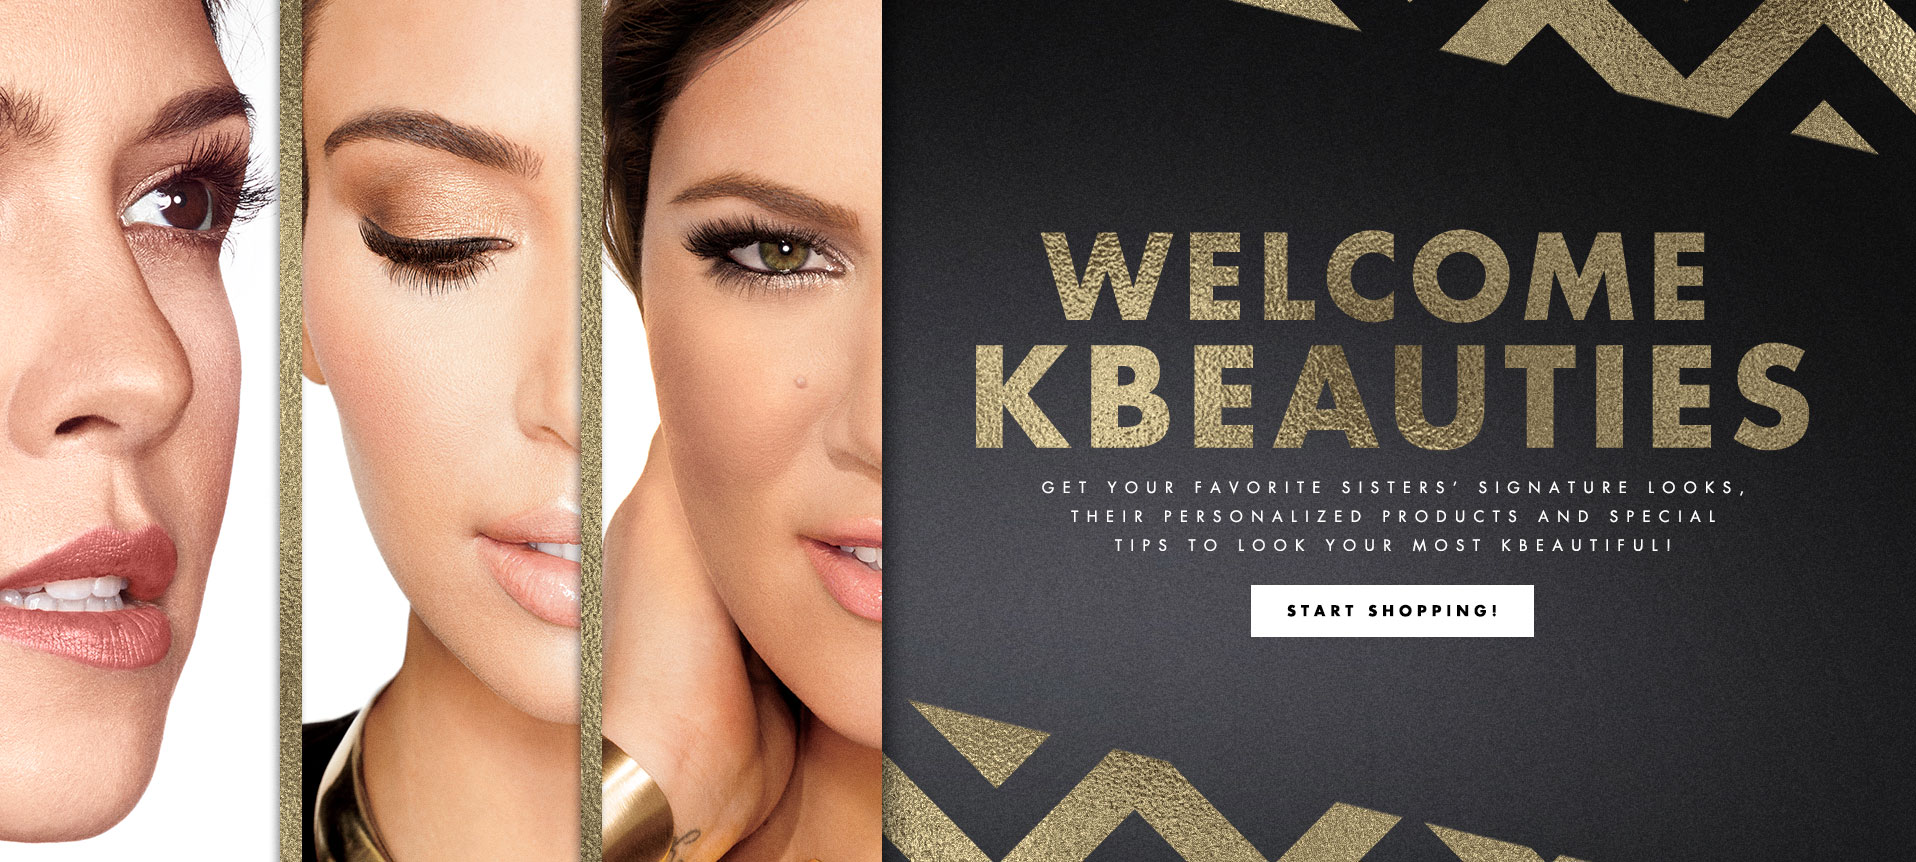 WELCOME
KBEAUTIES
GET YOUR FAVORITE SISTERS’ SIGNATURE LOOKS,
THEIR PERSONALIZED PRODUCTS AND SPECIAL
TIPS TO LOOK YOUR MOST KBEAUTIFUL!
START SHOPPING!